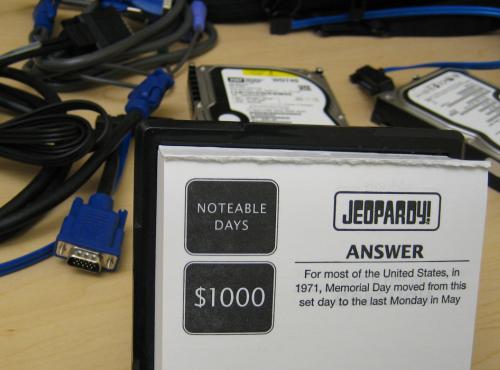 NOTEABLE
DAYS
$1000
JEOPARDY!
ANSWER
For most of the United States, in
1971, Memorial Day moved from this
set day to the last Monday in May